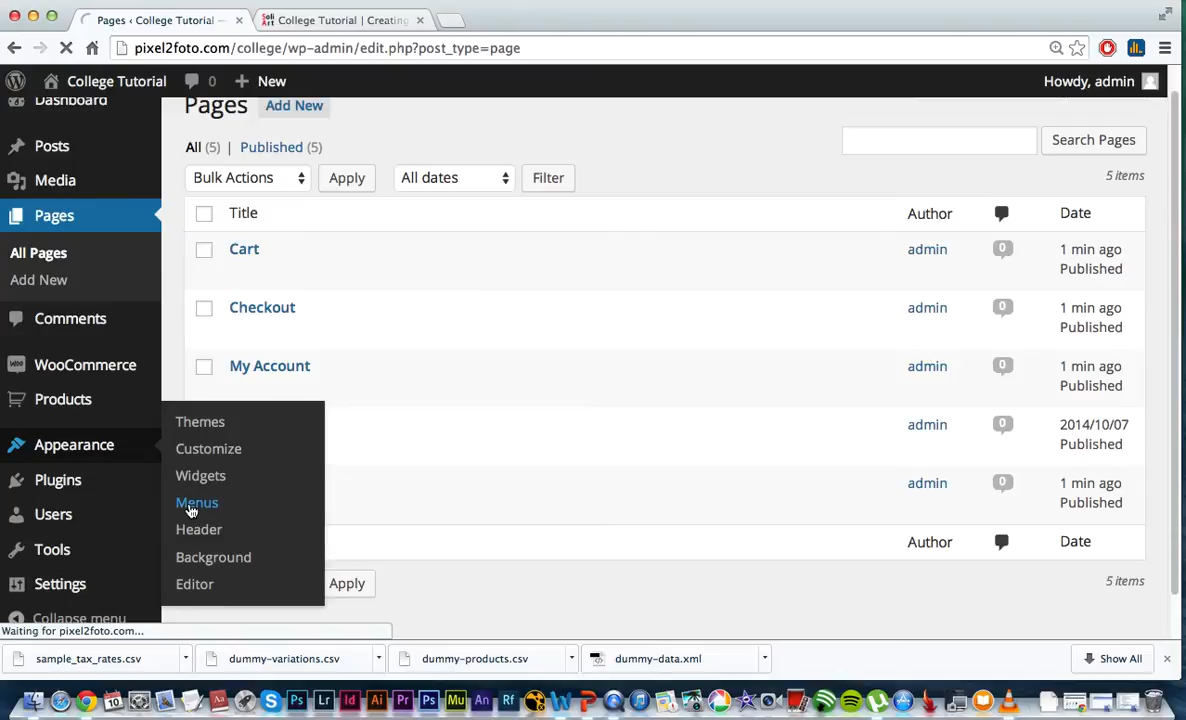 Pages ‹ College Tutorial —
College Tutorial | Creating
pixel2foto.com/college/wp-admin/edit.php?post_type=page
College Tutorial 0 + New Howdy, admin
Dashboard
Posts
Media
Pages
All Pages
Add New
Comments
WooCommerce
Products
Appearance
Plugins
Users
Tools
Settings
Collapse menu
Themes
Customize
Widgets
Menus
Header
Background
Editor
Pages Add New
All (5) | Published (5)
Search Pages
Bulk Actions Apply All dates Filter 5 items
Title Author Date
Cart admin 0 1 min ago
Published
Checkout admin 0 1 min ago
Published
My Account admin 0 1 min ago
Published
admin 0 2014/10/07
Published
admin 0 1 min ago
Published
Author Date
Apply 5 items
Waiting for pixel2foto.com...
sample_tax_rates.csv dummy-variations.csv dummy-products.csv dummy-data.xml Show All